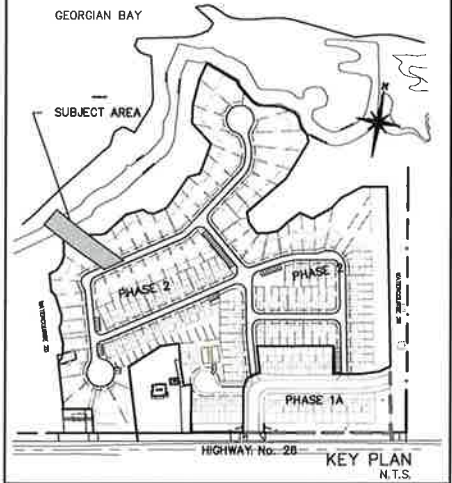 GEORGIAN BAY
SUBJECT AREA
N
PHASE 2
PHASE 2
PHASE 1A
HIGHWAY No. 26
KEY PLAN
N.T.S.